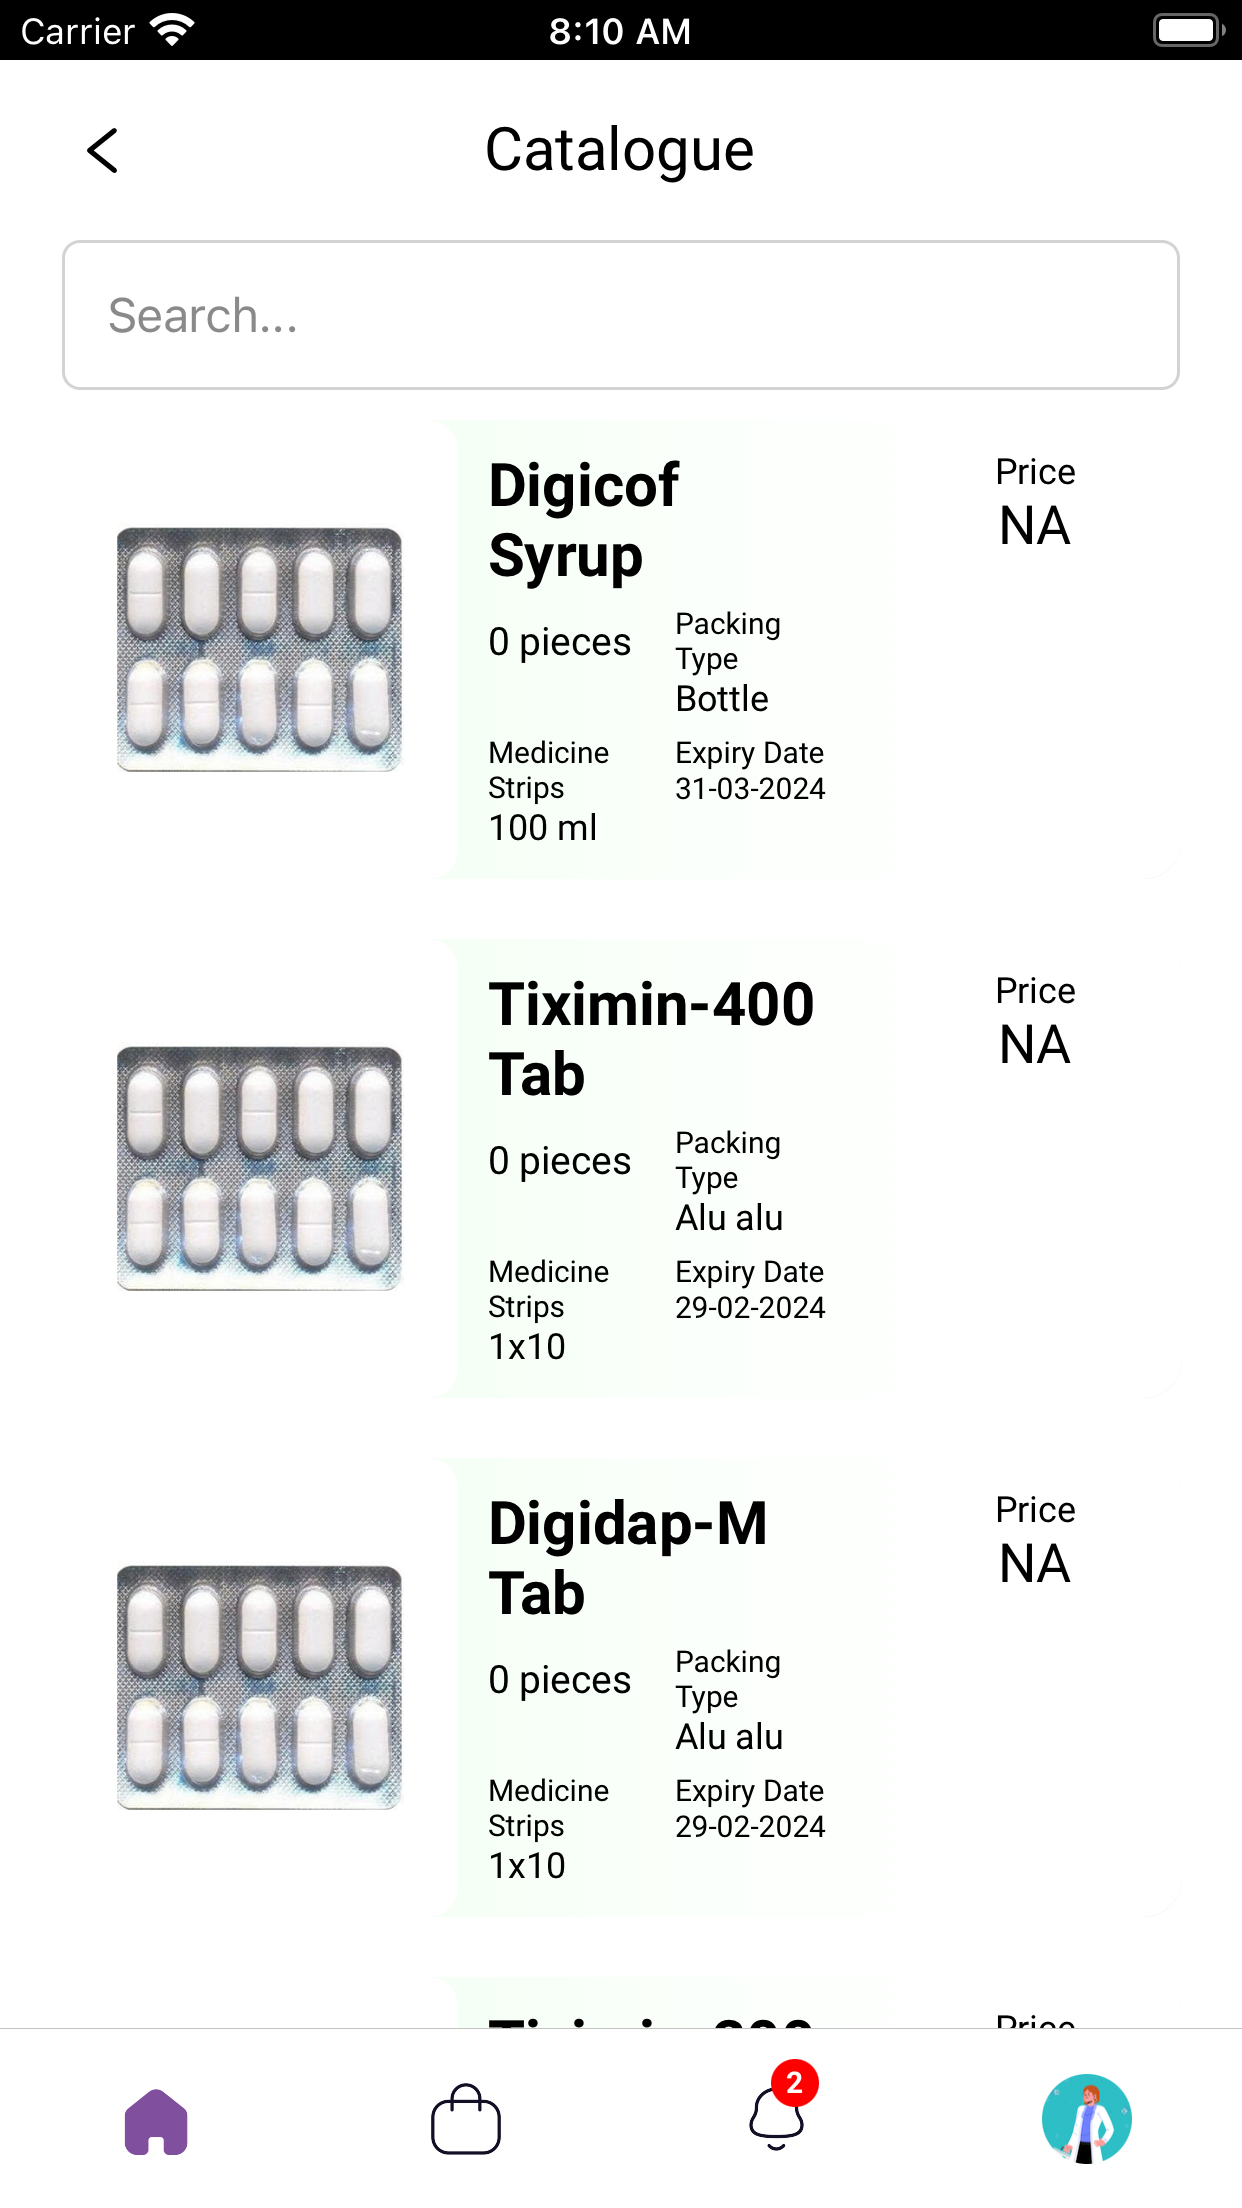 Carrier
8:10 AM
Catalogue
Search...
Digicof
Syrup
Price
NA
0 pieces
Packing
Type
Bottle
Medicine
Strips
100 ml
Expiry Date
31-03-2024
Tiximin-400
Tab
Price
NA
0 pieces
Packing
Type
Alu alu
Medicine
Strips
1x10
Expiry Date
29-02-2024
Digidap-M
Tab
Price
NA
0 pieces
Packing
Type
Alu alu
Medicine
Strips
1x10
Expiry Date
29-02-2024
Price
2